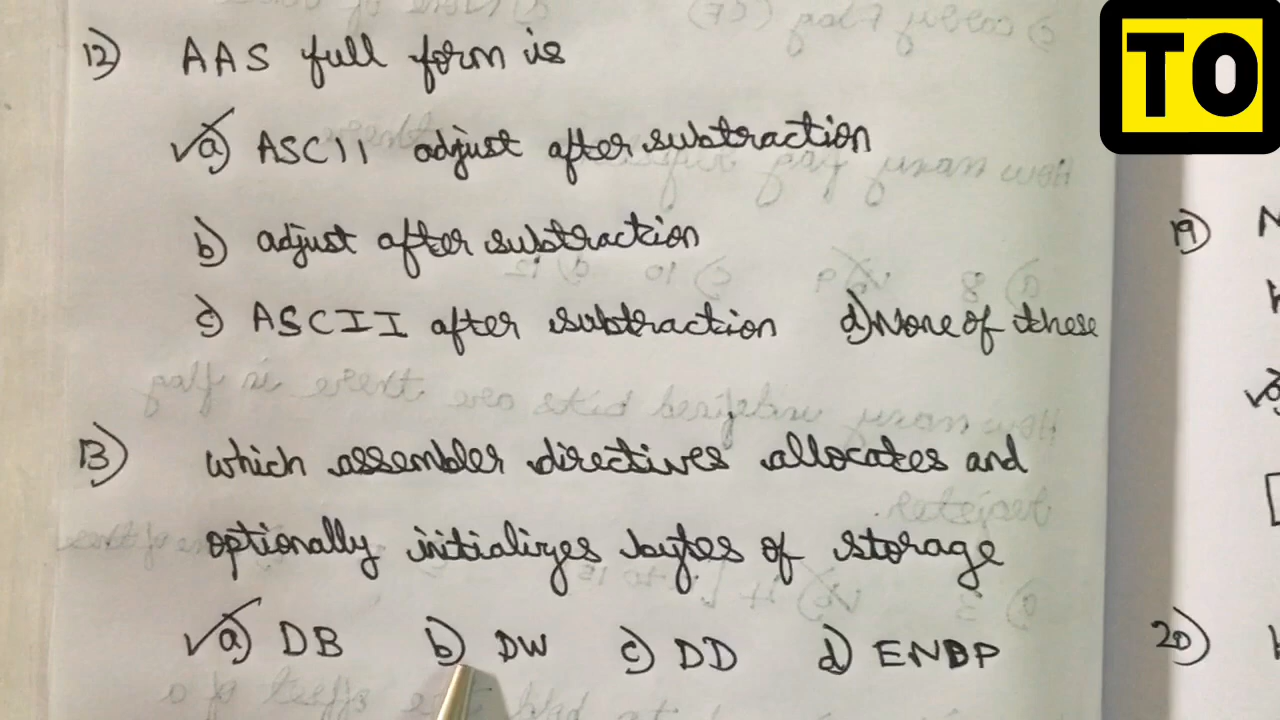 TO
12) AAS full form is
a) ASCII adjust after subtraction
b) adjust after subtraction
c) ASCII after subtraction d) None of these
13) which assembler directives allocates and
optionally initializes bytes of storage
a) DB b) DW c) DD d) ENDP
19)
20)